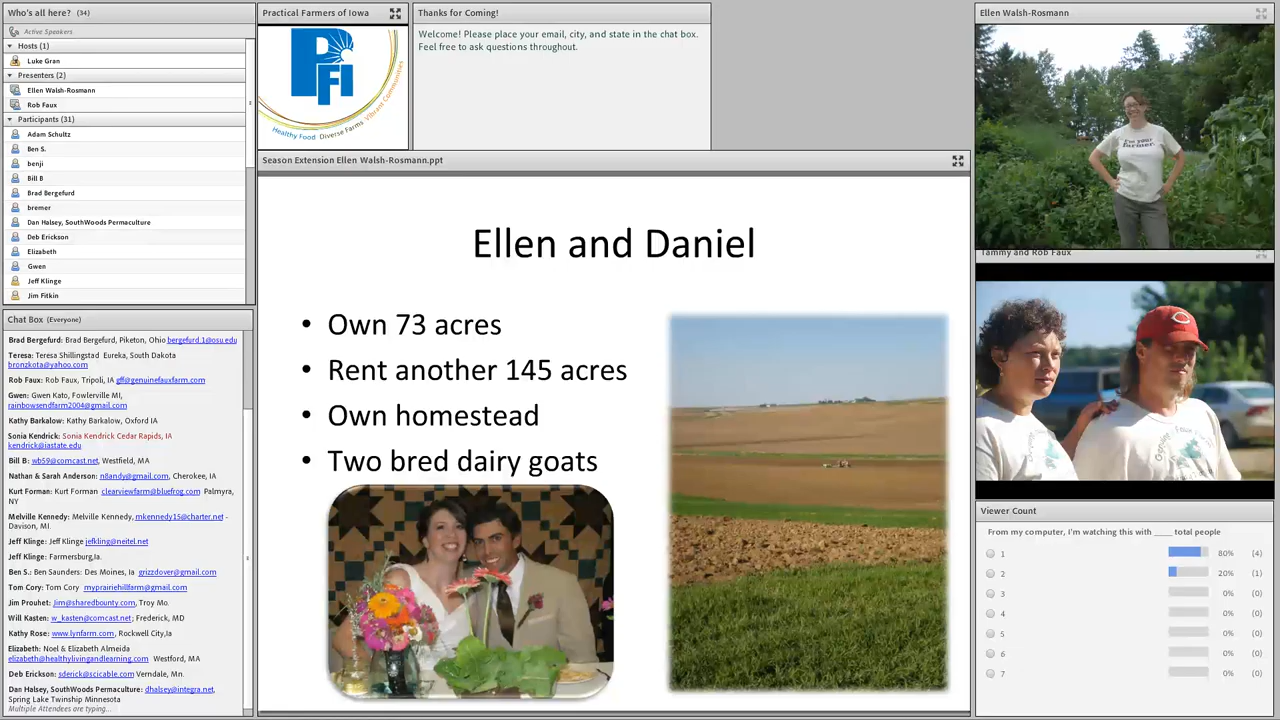 Who's all here? (34)
Active Speakers
Hosts (1)
Luke Gran
Presenters (2)
Ellen Walsh-Rosmann
Rob Faux
Participants (31)
Adam Schultz
Ben S.
benji
Bill B
Brad Bergefurd
bremer
Dan Halsey, SouthWoods Permaculture
Deb Erickson
Elizabeth
Gwen
Jeff Klinge
Jim Fitkin
Chat Box (Everyone)
Brad Bergefurd: Brad Bergefurd, Piketon, Ohio bergefurd.1@osu.edu
Teresa: Teresa Shillingstad Eureka, South Dakota
bronzkota@yahoo.com
Rob Faux: Rob Faux, Tripoli, IA gff@genuinefauxfarm.com
Gwen: Gwen Kato, Fowlerville MI,
rainbowsendfarm2004@gmail.com
Kathy Barkalow: Kathy Barkalow, Oxford IA
Sonia Kendrick: Sonia Kendrick Cedar Rapids, IA
kendrick@iastate.edu
Bill B: wb59@comcast.net, Westfield, MA
Nathan & Sarah Anderson: n8andy@gmail.com, Cherokee, IA
Kurt Forman: Kurt Forman clearviewfarm@bluefrog.com Palmyra,
NY
Melville Kennedy: Melville Kennedy, mkennedy15@charter.net -
Davison, MI.
Jeff Klinge: Jeff Klinge jefkling@neitel.net
Jeff Klinge: Farmersburg,Ia.
Ben S.: Ben Saunders: Des Moines, Ia grizzdover@gmail.com
Tom Cory: Tom Cory myprairiehillfarm@gmail.com
Jim Prouhet: Jim@sharedbounty.com, Troy Mo.
Will Kasten: w_kasten@comcast.net; Frederick, MD
Kathy Rose: www.lynfarm.com, Rockwell City,Ia
Elizabeth: Noel & Elizabeth Almeida
elizabeth@healthylivingandlearning.com Westford, MA
Deb Erickson: sderick@scicable.com Verndale, Mn.
Dan Halsey, SouthWoods Permaculture: dhalsey@integra.net,
Spring Lake Twinship Minnesota
Multiple Attendees are typing...
Practical Farmers of Iowa
PFI
Healthy Food Diverse Farms Vibrant Communities
Thanks for Coming!
Welcome! Please place your email, city, and state in the chat box.
Feel free to ask questions throughout.
Season Extension Ellen Walsh-Rosmann.ppt
Ellen and Daniel
• Own 73 acres
• Rent another 145 acres
• Own homestead
• Two bred dairy goats
Ellen Walsh-Rosmann
Tammy and Rob Faux
Viewer Count
From my computer, I'm watching this with ____ total people
1 80% (4)
2 20% (1)
3 0% (0)
4 0% (0)
5 0% (0)
6 0% (0)
7 0% (0)